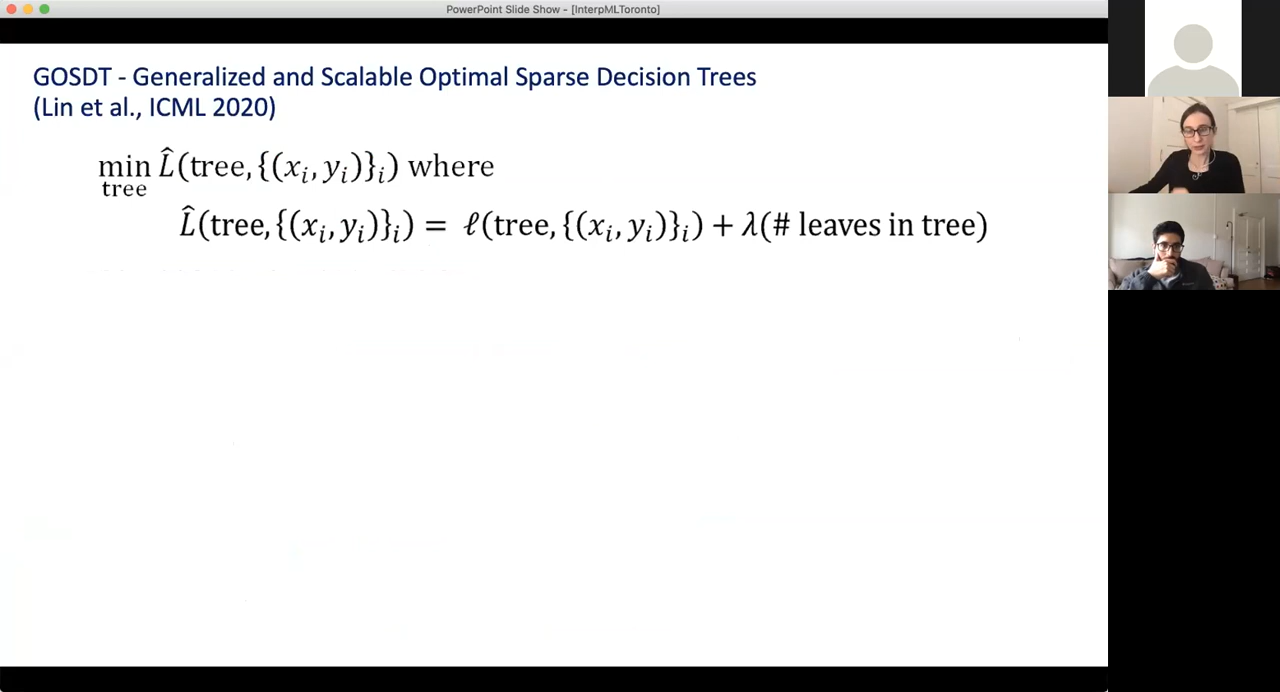 PowerPoint Slide Show - [InterpMLToronto]
GOSDT - Generalized and Scalable Optimal Sparse Decision Trees
(Lin et al., ICML 2020)
min L̂(tree, {(xᵢ, yᵢ)}ᵢ) where
tree
L̂(tree, {(xᵢ, yᵢ)}ᵢ) = ℓ(tree, {(xᵢ, yᵢ)}ᵢ) + λ(# leaves in tree)